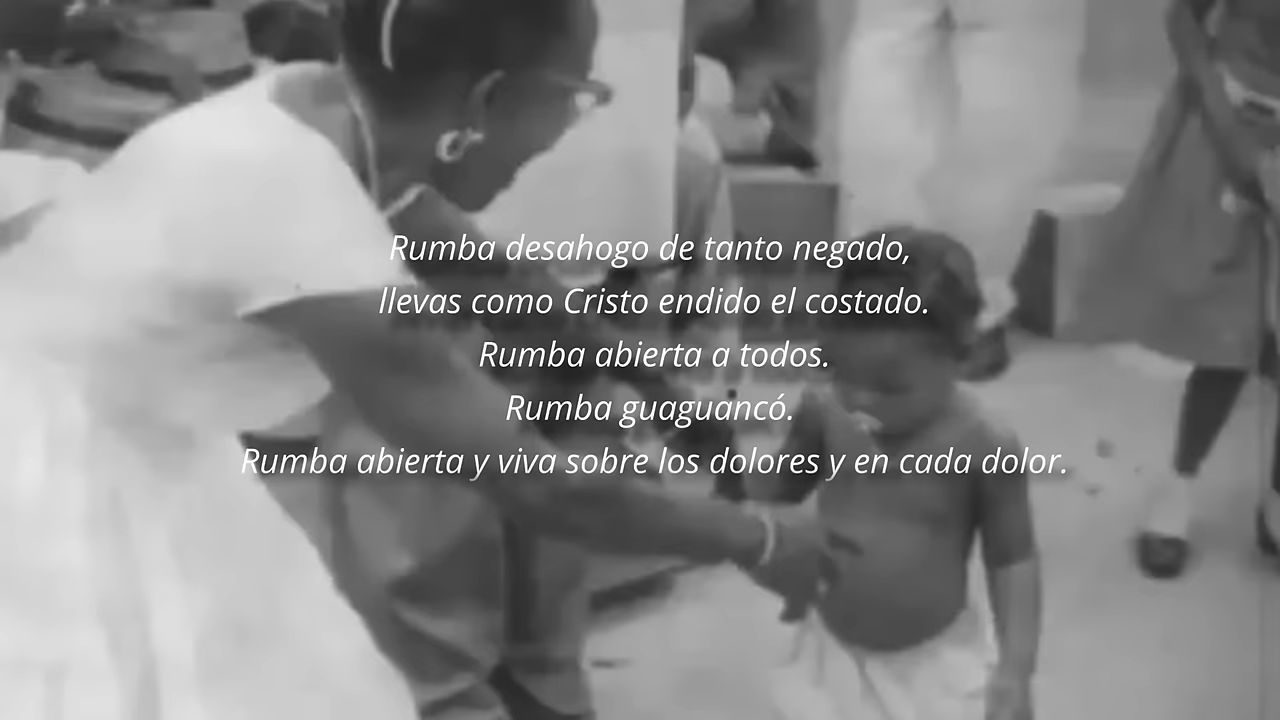 Rumba desahogo de tanto negado,
llevas como Cristo endido el costado.
Rumba abierta a todos.
Rumba guaguancó.
Rumba abierta y viva sobre los dolores y en cada dolor.